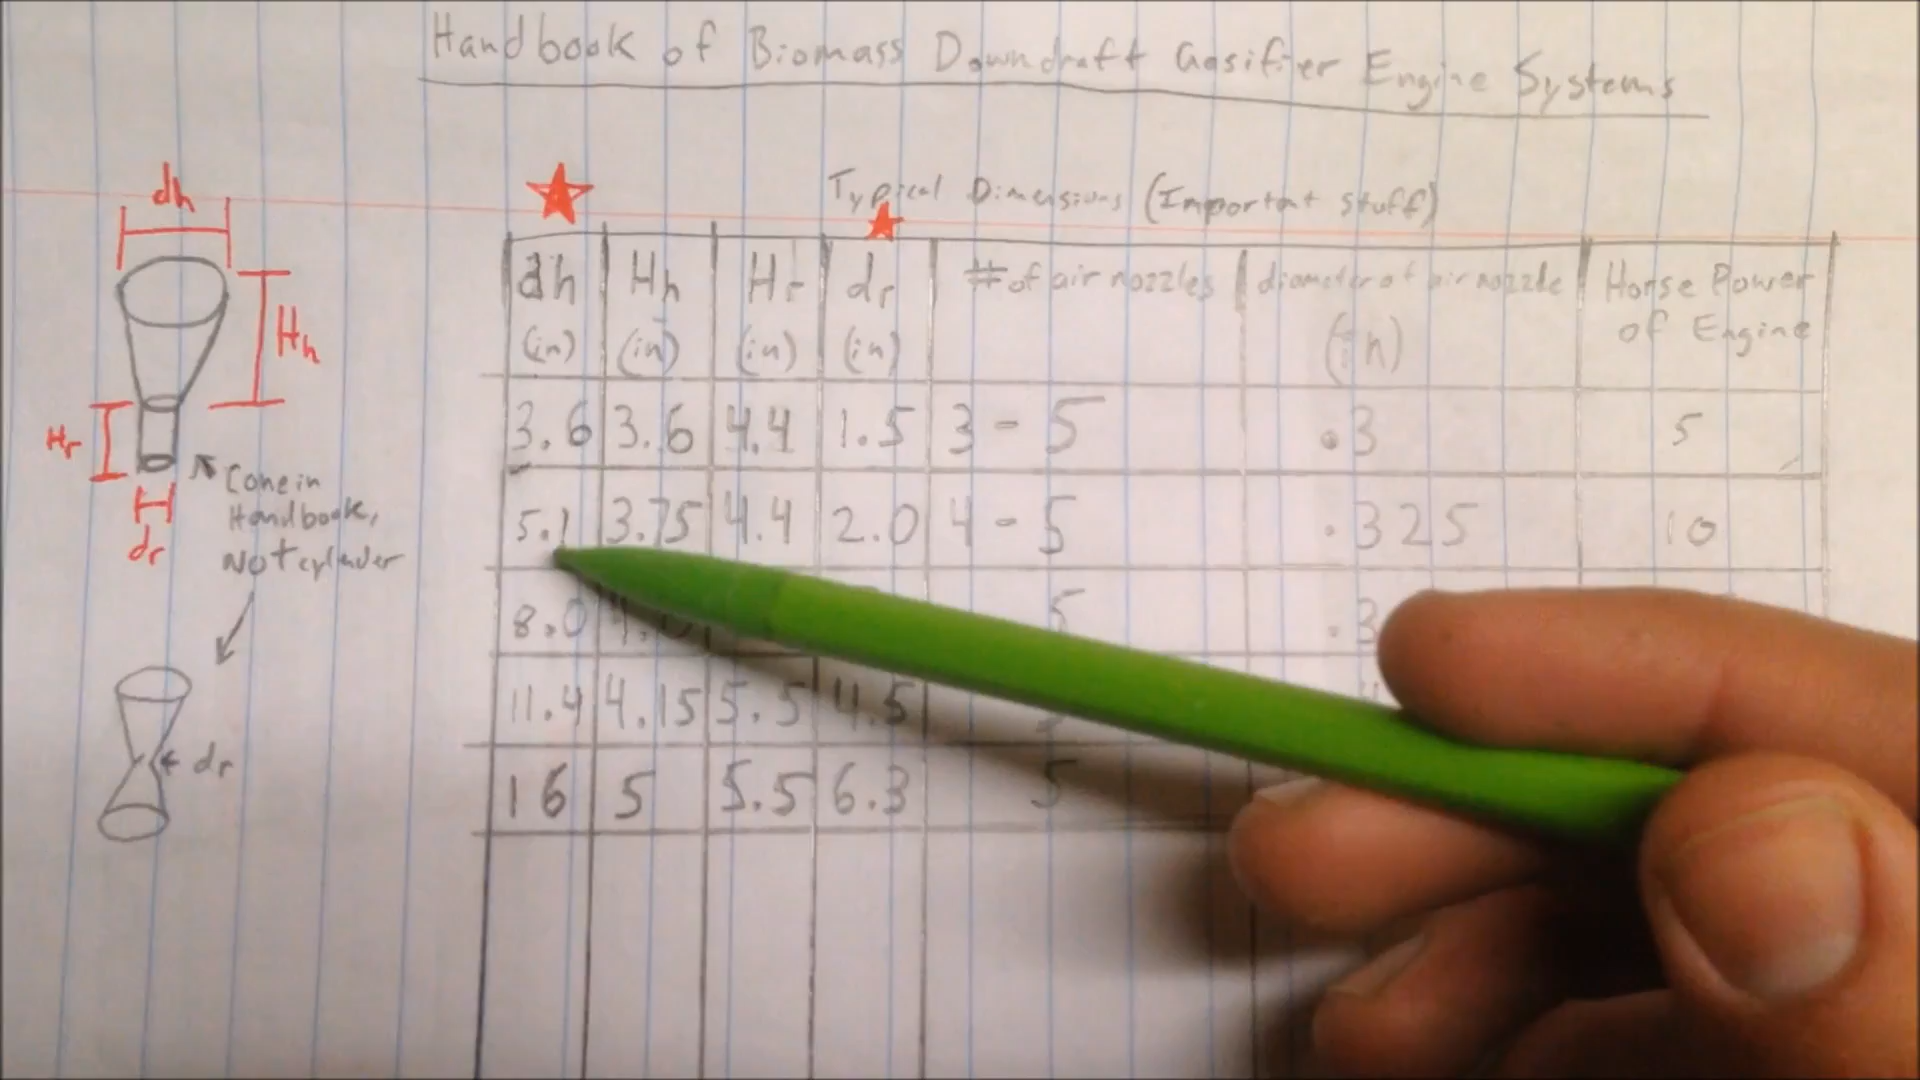 Handbook of Biomass Downdraft Gasifier Engine Systems
Typical Dimensions (Important stuff)
dh
Hh
Hr
dr
Cone in
Handbook,
Not cylinder
dr
dh Hh Hr dr # of air nozzles diameter of air nozzle Horse Power
(in) (in) (in) (in) (in) of Engine
3.6 3.6 4.4 1.5 3 - 5 .3 5
5.1 3.75 4.4 2.0 4 - 5 .325 10
8.0 5
11.4 4.15 5.5 4.5
16 5 5.5 6.3 5